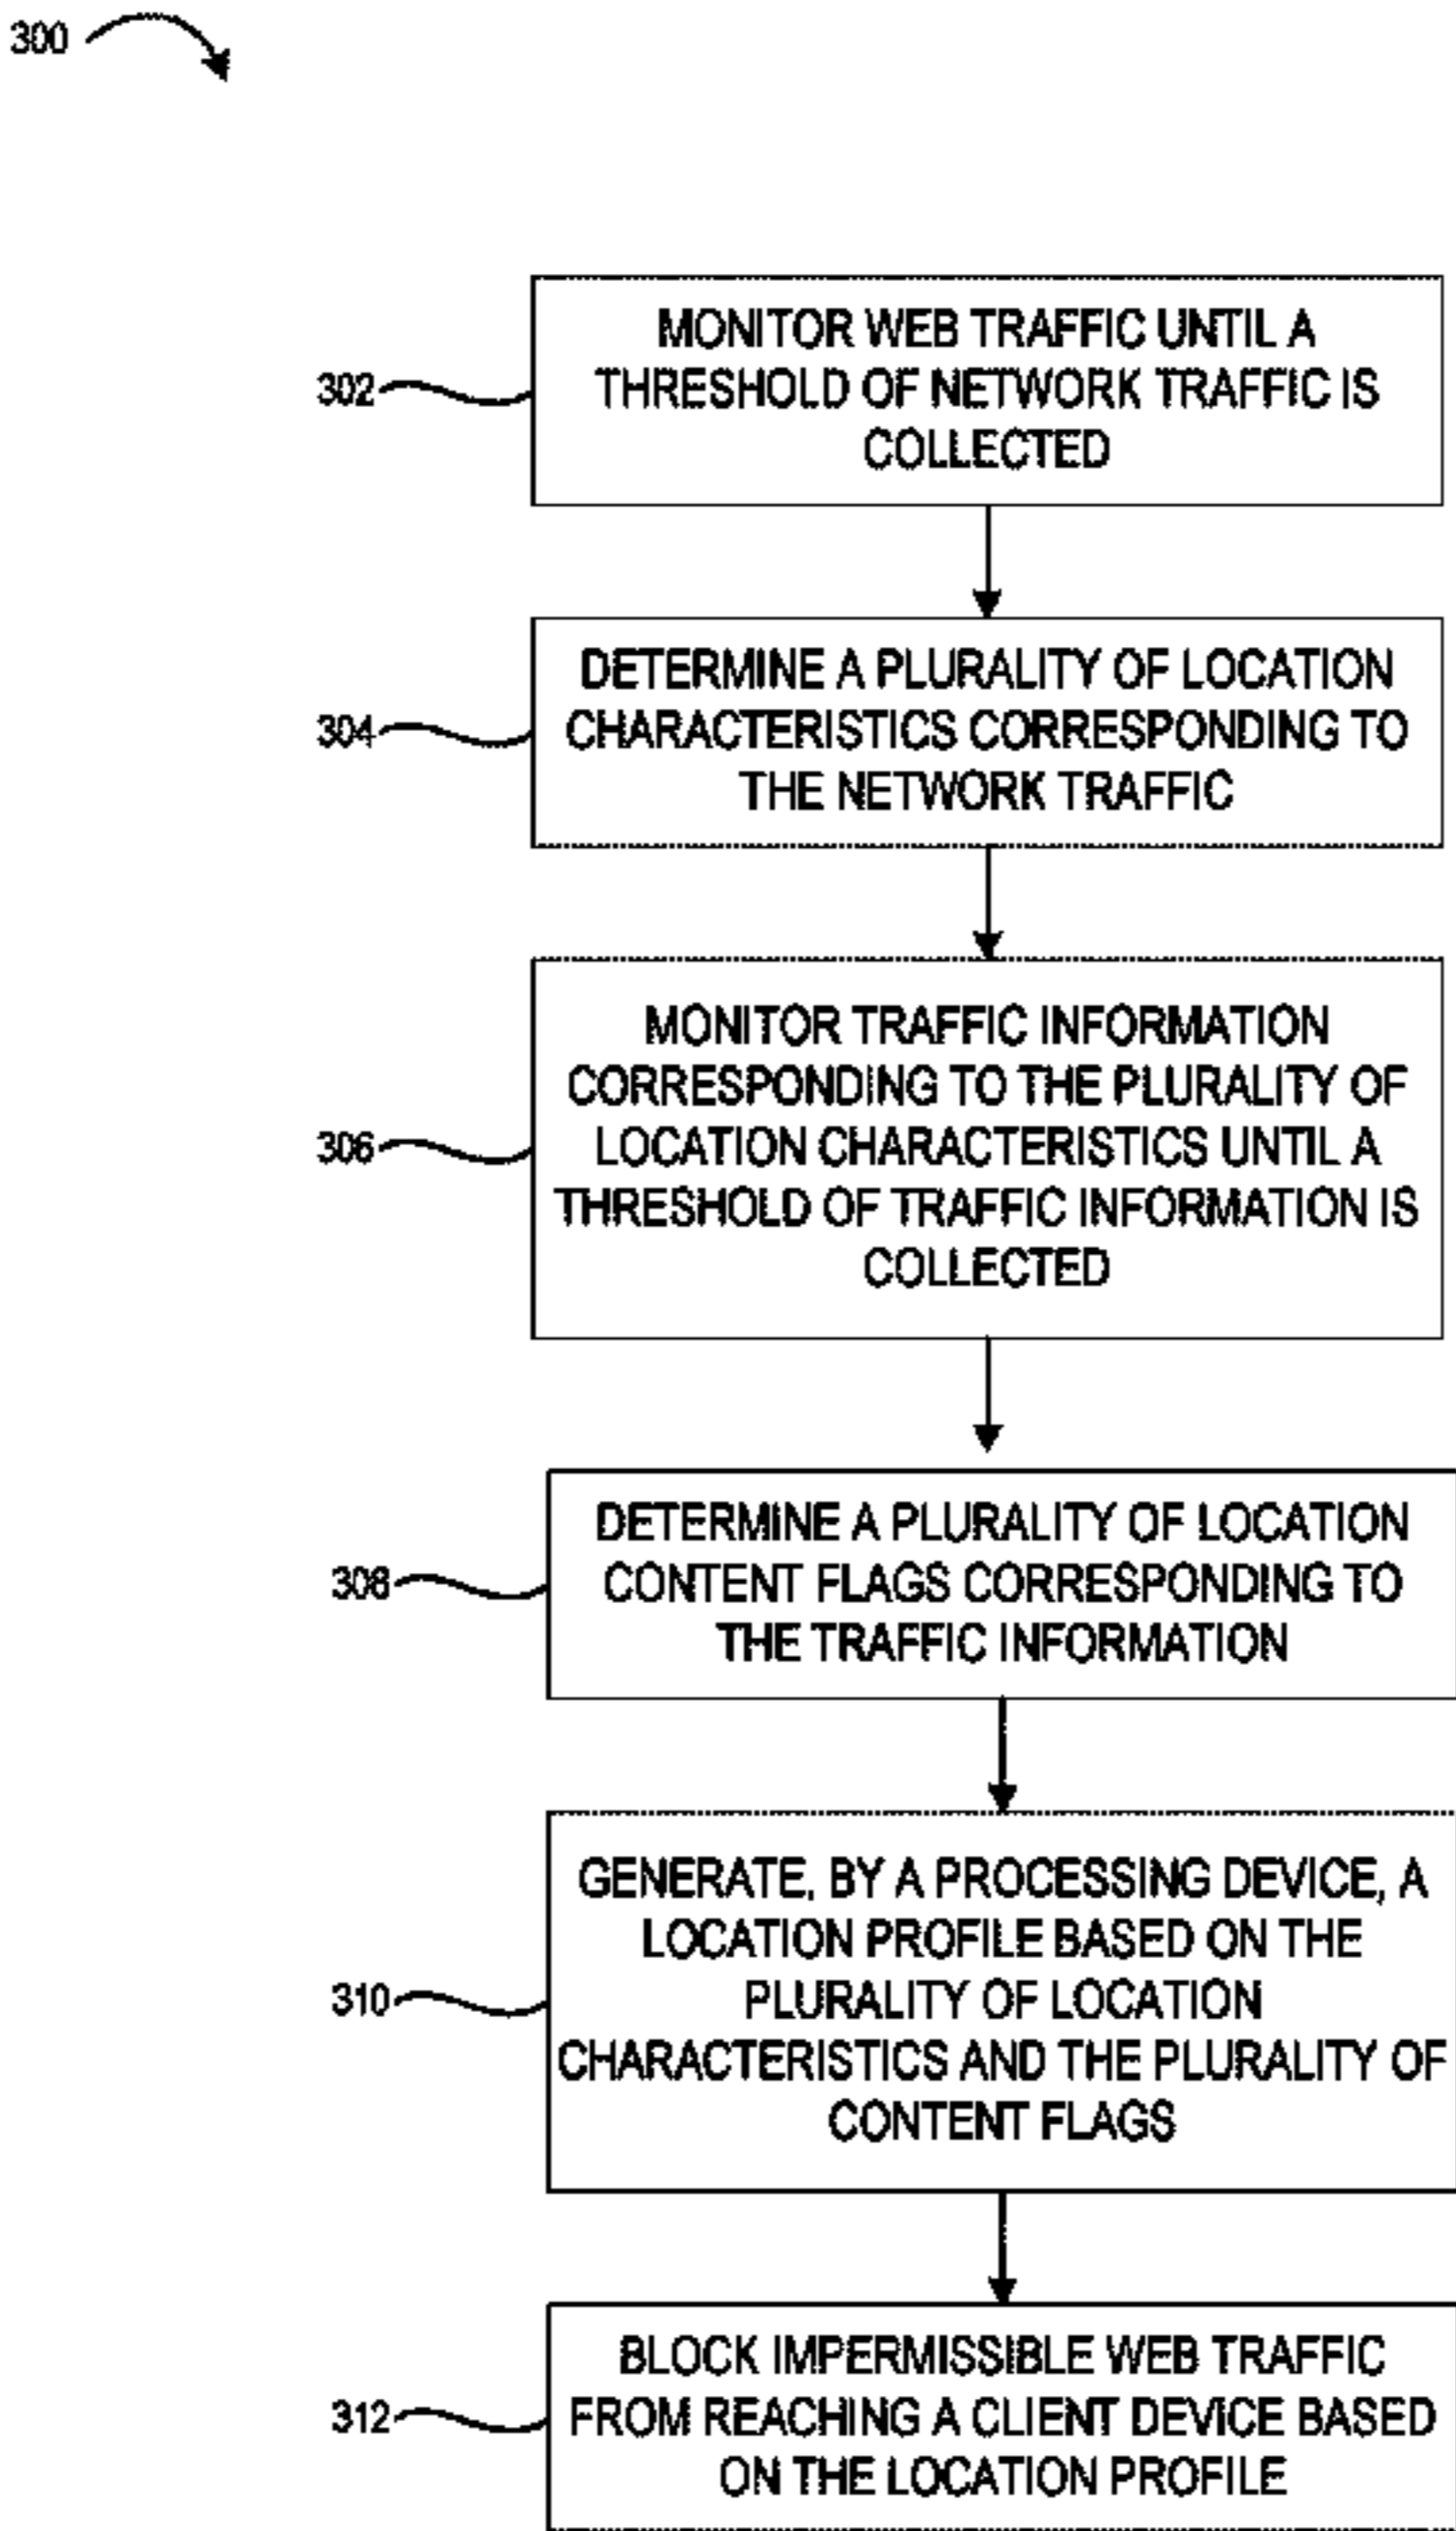 300
MONITOR WEB TRAFFIC UNTIL A
THRESHOLD OF NETWORK TRAFFIC IS
COLLECTED
302
DETERMINE A PLURALITY OF LOCATION
CHARACTERISTICS CORRESPONDING TO
THE NETWORK TRAFFIC
304
MONITOR TRAFFIC INFORMATION
CORRESPONDING TO THE PLURALITY OF
LOCATION CHARACTERISTICS UNTIL A
THRESHOLD OF TRAFFIC INFORMATION IS
COLLECTED
306
DETERMINE A PLURALITY OF LOCATION
CONTENT FLAGS CORRESPONDING TO
THE TRAFFIC INFORMATION
308
GENERATE, BY A PROCESSING DEVICE, A
LOCATION PROFILE BASED ON THE
PLURALITY OF LOCATION
CHARACTERISTICS AND THE PLURALITY OF
CONTENT FLAGS
310
BLOCK IMPERMISSIBLE WEB TRAFFIC
FROM REACHING A CLIENT DEVICE BASED
ON THE LOCATION PROFILE
312